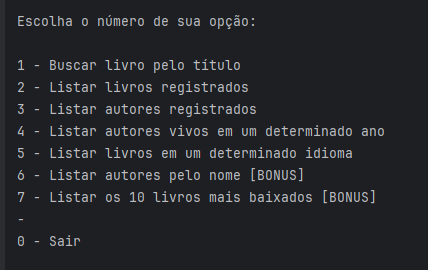 Escolha o número de sua opção:
1 - Buscar livro pelo título
2 - Listar livros registrados
3 - Listar autores registrados
4 - Listar autores vivos em um determinado ano
5 - Listar livros em um determinado idioma
6 - Listar autores pelo nome [BONUS]
7 - Listar os 10 livros mais baixados [BONUS]
-
0 - Sair